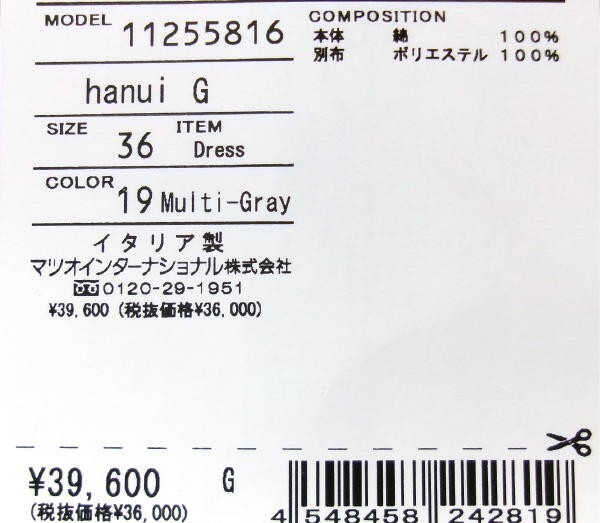 MODEL 11255816
COMPOSITION
本体 綿 100%
別布 ポリエステル 100%
hanui G
SIZE 36 ITEM Dress
COLOR 19 Multi-Gray
イタリア製
マツオインターナショナル株式会社
0120-29-1951
¥39,600 (税抜価格¥36,000)
¥39,600 G
(税抜価格¥36,000)
4 548458 242819